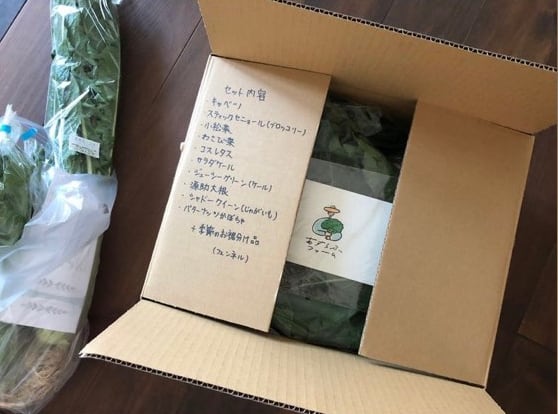 セット内容
・キャベツ
・スティックセニョール(ブロッコリー)
・小松菜
・わさび菜
・コスレタス
・サラダケール
・ジューシーグリーン(ケール)
・源助大根
・シャドークイーン(じゃがいも)
・バターナッツかぼちゃ
+季節のお裾分け品
(フェンネル)
ファーム